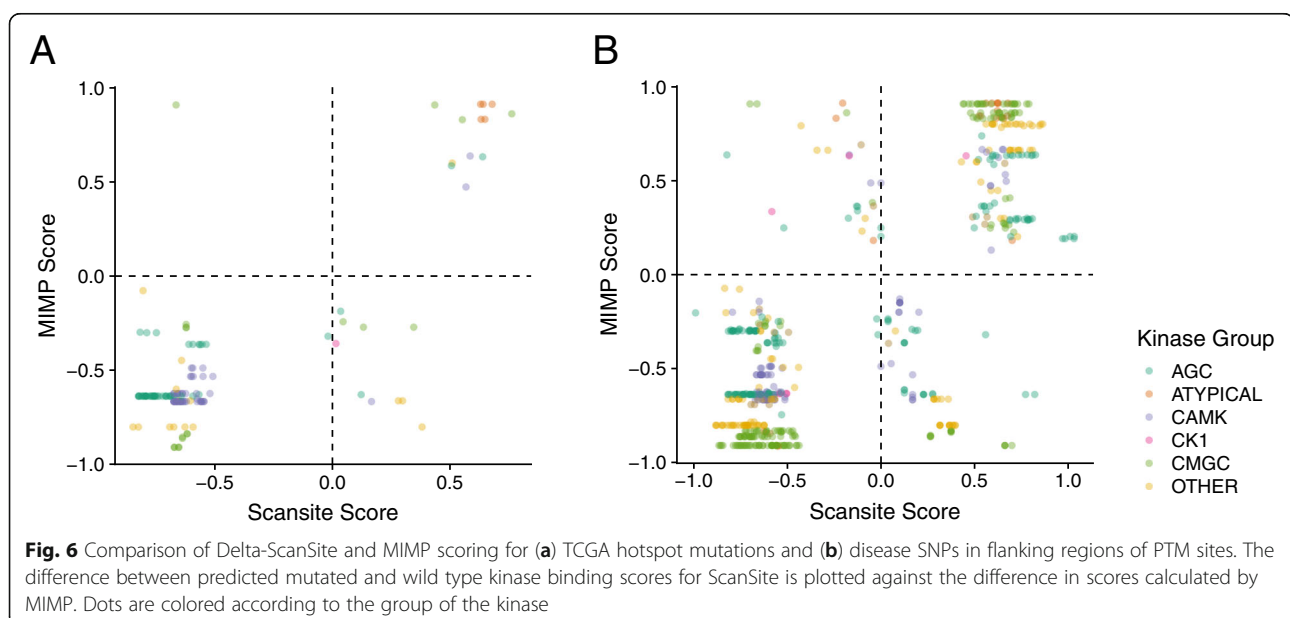 A
B
1.0
0.5
0.0
−0.5
−1.0
MIMP Score
−0.5
0.0
0.5
Scansite Score
1.0
0.5
0.0
−0.5
−1.0
MIMP Score
−1.0
−0.5
0.0
0.5
1.0
Scansite Score
Kinase Group
AGC
ATYPICAL
CAMK
CK1
CMGC
OTHER
Fig. 6 Comparison of Delta-ScanSite and MIMP scoring for (a) TCGA hotspot mutations and (b) disease SNPs in flanking regions of PTM sites. The
difference between predicted mutated and wild type kinase binding scores for ScanSite is plotted against the difference in scores calculated by
MIMP. Dots are colored according to the group of the kinase